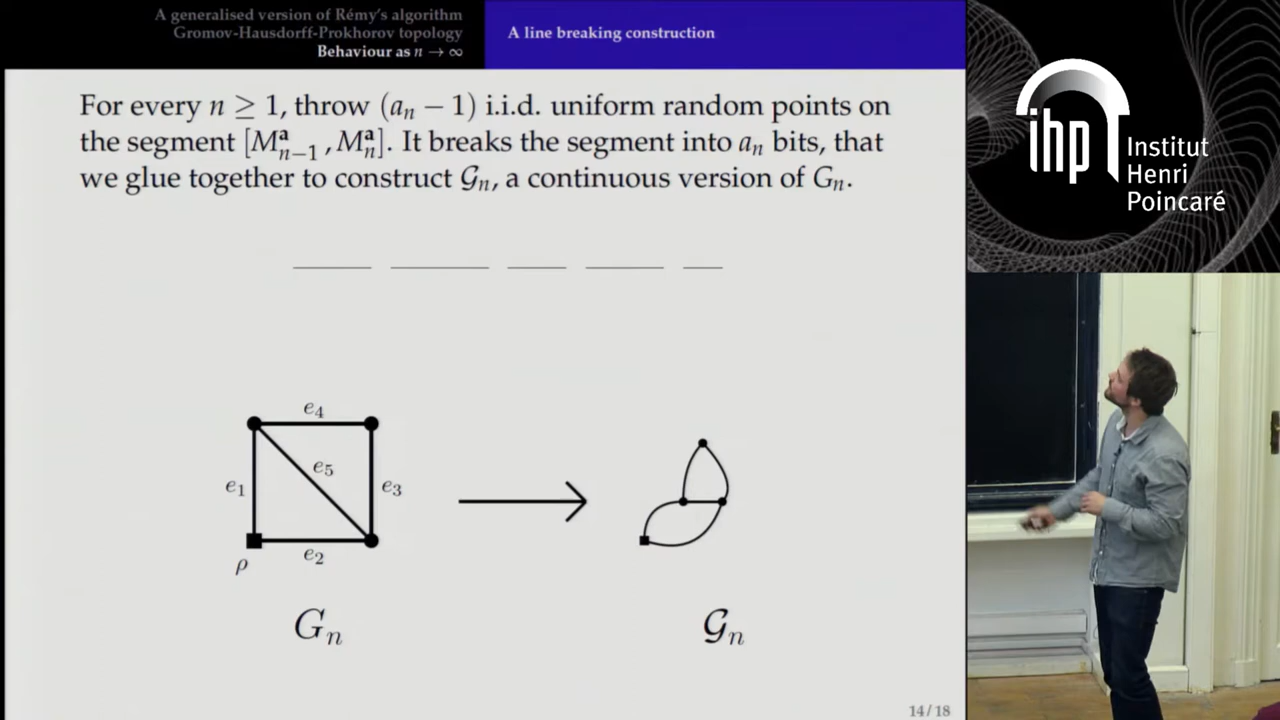 A generalised version of Rémy's algorithm
Gromov-Hausdorff-Prokhorov topology
Behaviour as n → ∞
A line breaking construction
For every n ≥ 1, throw (aₙ − 1) i.i.d. uniform random points on
the segment [Mᵃₙ₋₁, Mᵃₙ]. It breaks the segment into aₙ bits, that
we glue together to construct 𝒢ₙ, a continuous version of Gₙ.
e₄
e₅
e₁
e₃
e₂
ρ
Gₙ
𝒢ₙ
14/18
ihp
Institut
Henri
Poincaré